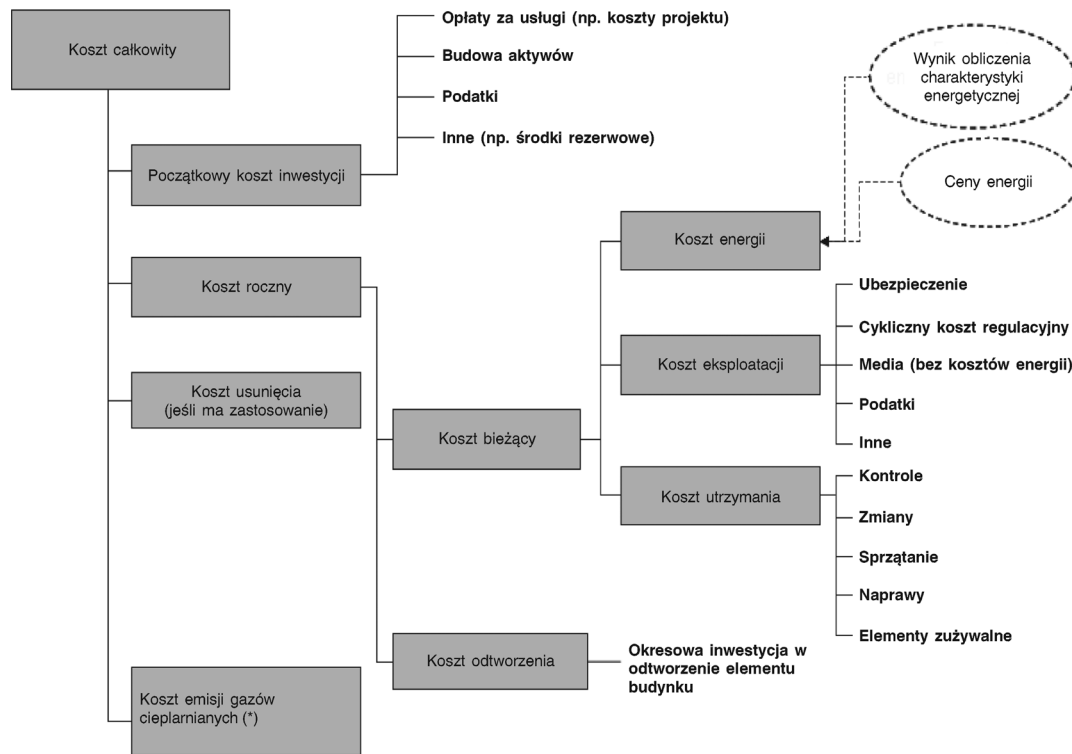 Koszt całkowity
Opłaty za usługi (np. koszty projektu)
Budowa aktywów
Podatki
Inne (np. środki rezerwowe)
Początkowy koszt inwestycji
Wynik obliczenia
charakterystyki
energetycznej
Ceny energii
Koszt energii
Koszt roczny
Ubezpieczenie
Cykliczny koszt regulacyjny
Koszt eksploatacji
Media (bez kosztów energii)
Podatki
Inne
Koszt usunięcia
(jeśli ma zastosowanie)
Koszt bieżący
Koszt utrzymania
Kontrole
Zmiany
Sprzątanie
Naprawy
Elementy zużywalne
Koszt odtworzenia
Okresowa inwestycja w
odtworzenie elementu
budynku
Koszt emisji gazów
cieplarnianych (*)